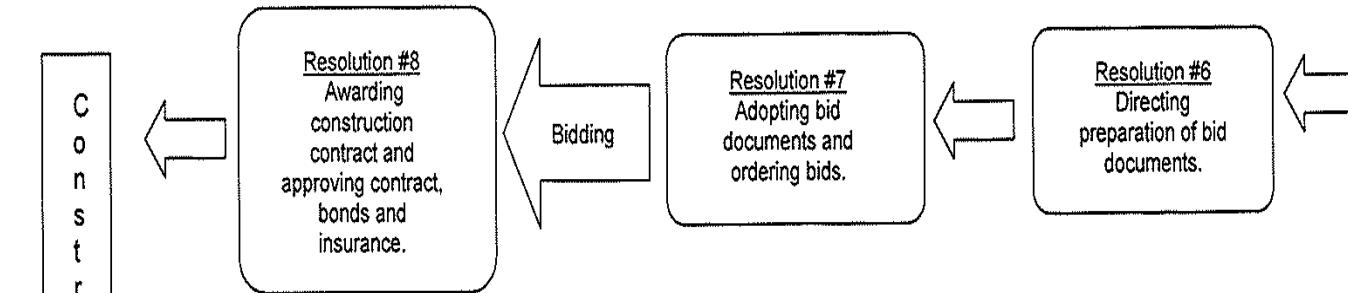 C
o
n
s
t
r
Resolution #8
Awarding
construction
contract and
approving contract,
bonds and
insurance.
Bidding
Resolution #7
Adopting bid
documents and
ordering bids.
Resolution #6
Directing
preparation of bid
documents.